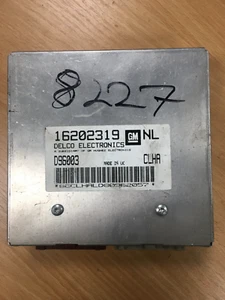 8227
16202319 GM NL
DELCO ELECTRONICS
A SUBSIDIARY OF GM HUGHES ELECTRONICS
D96003 CLHA
MADE IN UK